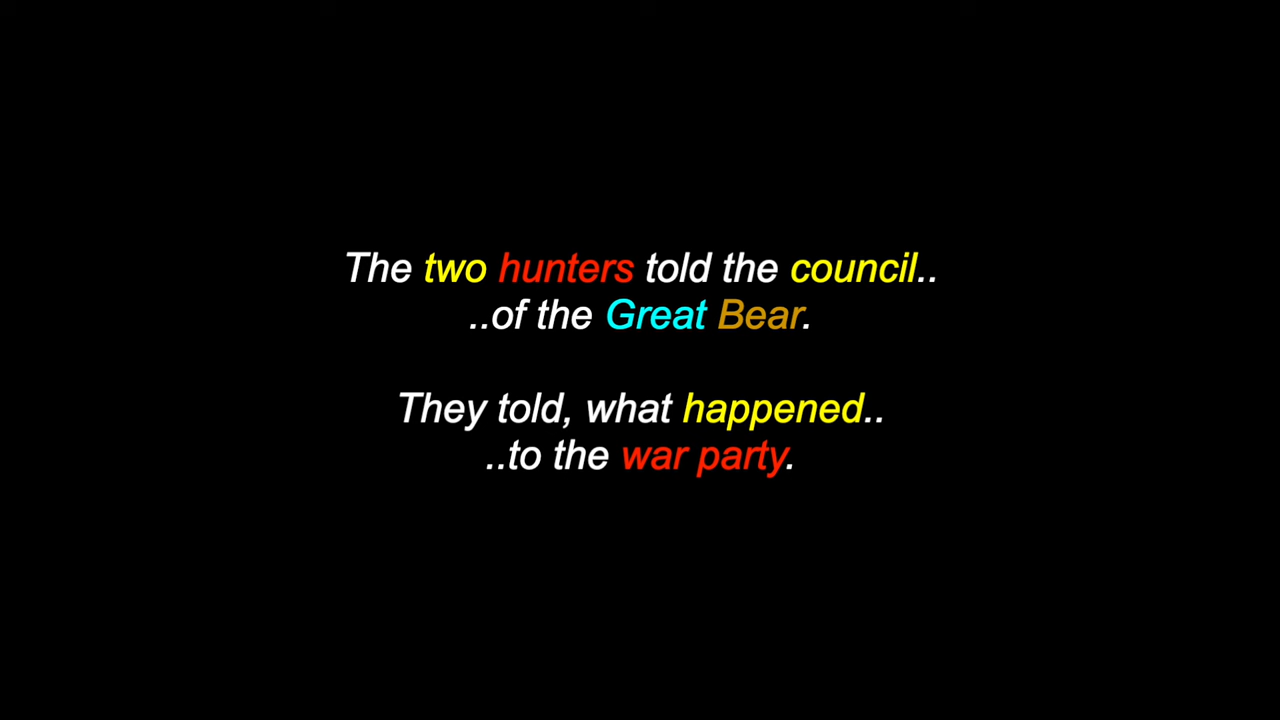 The two hunters told the council..
..of the Great Bear.
They told, what happened..
..to the war party.